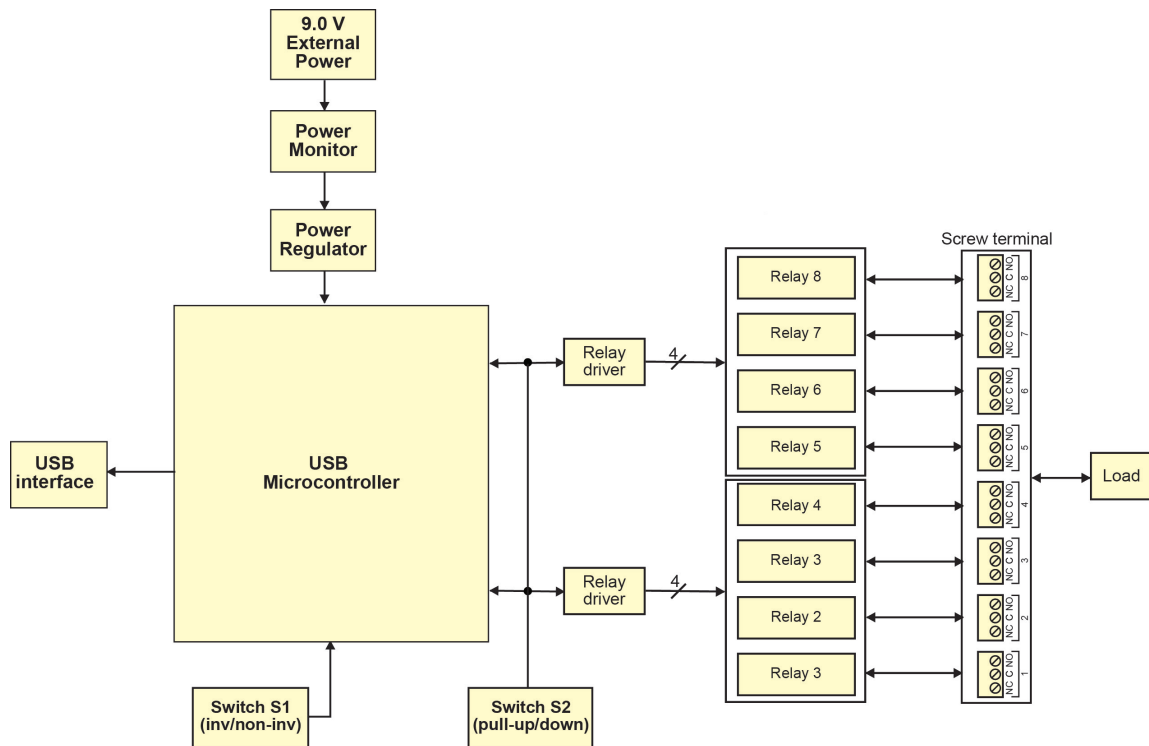 9.0 V
External
Power
Power
Monitor
Power
Regulator
Screw terminal
Relay 8
NC C NO
8
Relay 7
NC C NO
7
Relay driver
4
Relay 6
NC C NO
6
Relay 5
NC C NO
5
USB
interface
USB
Microcontroller
Load
Relay 4
NC C NO
4
Relay 3
NC C NO
3
Relay
driver
4
Relay 2
NC C NO
2
Relay 3
NC C NO
1
Switch S1
(inv/non-inv)
Switch S2
(pull-up/down)